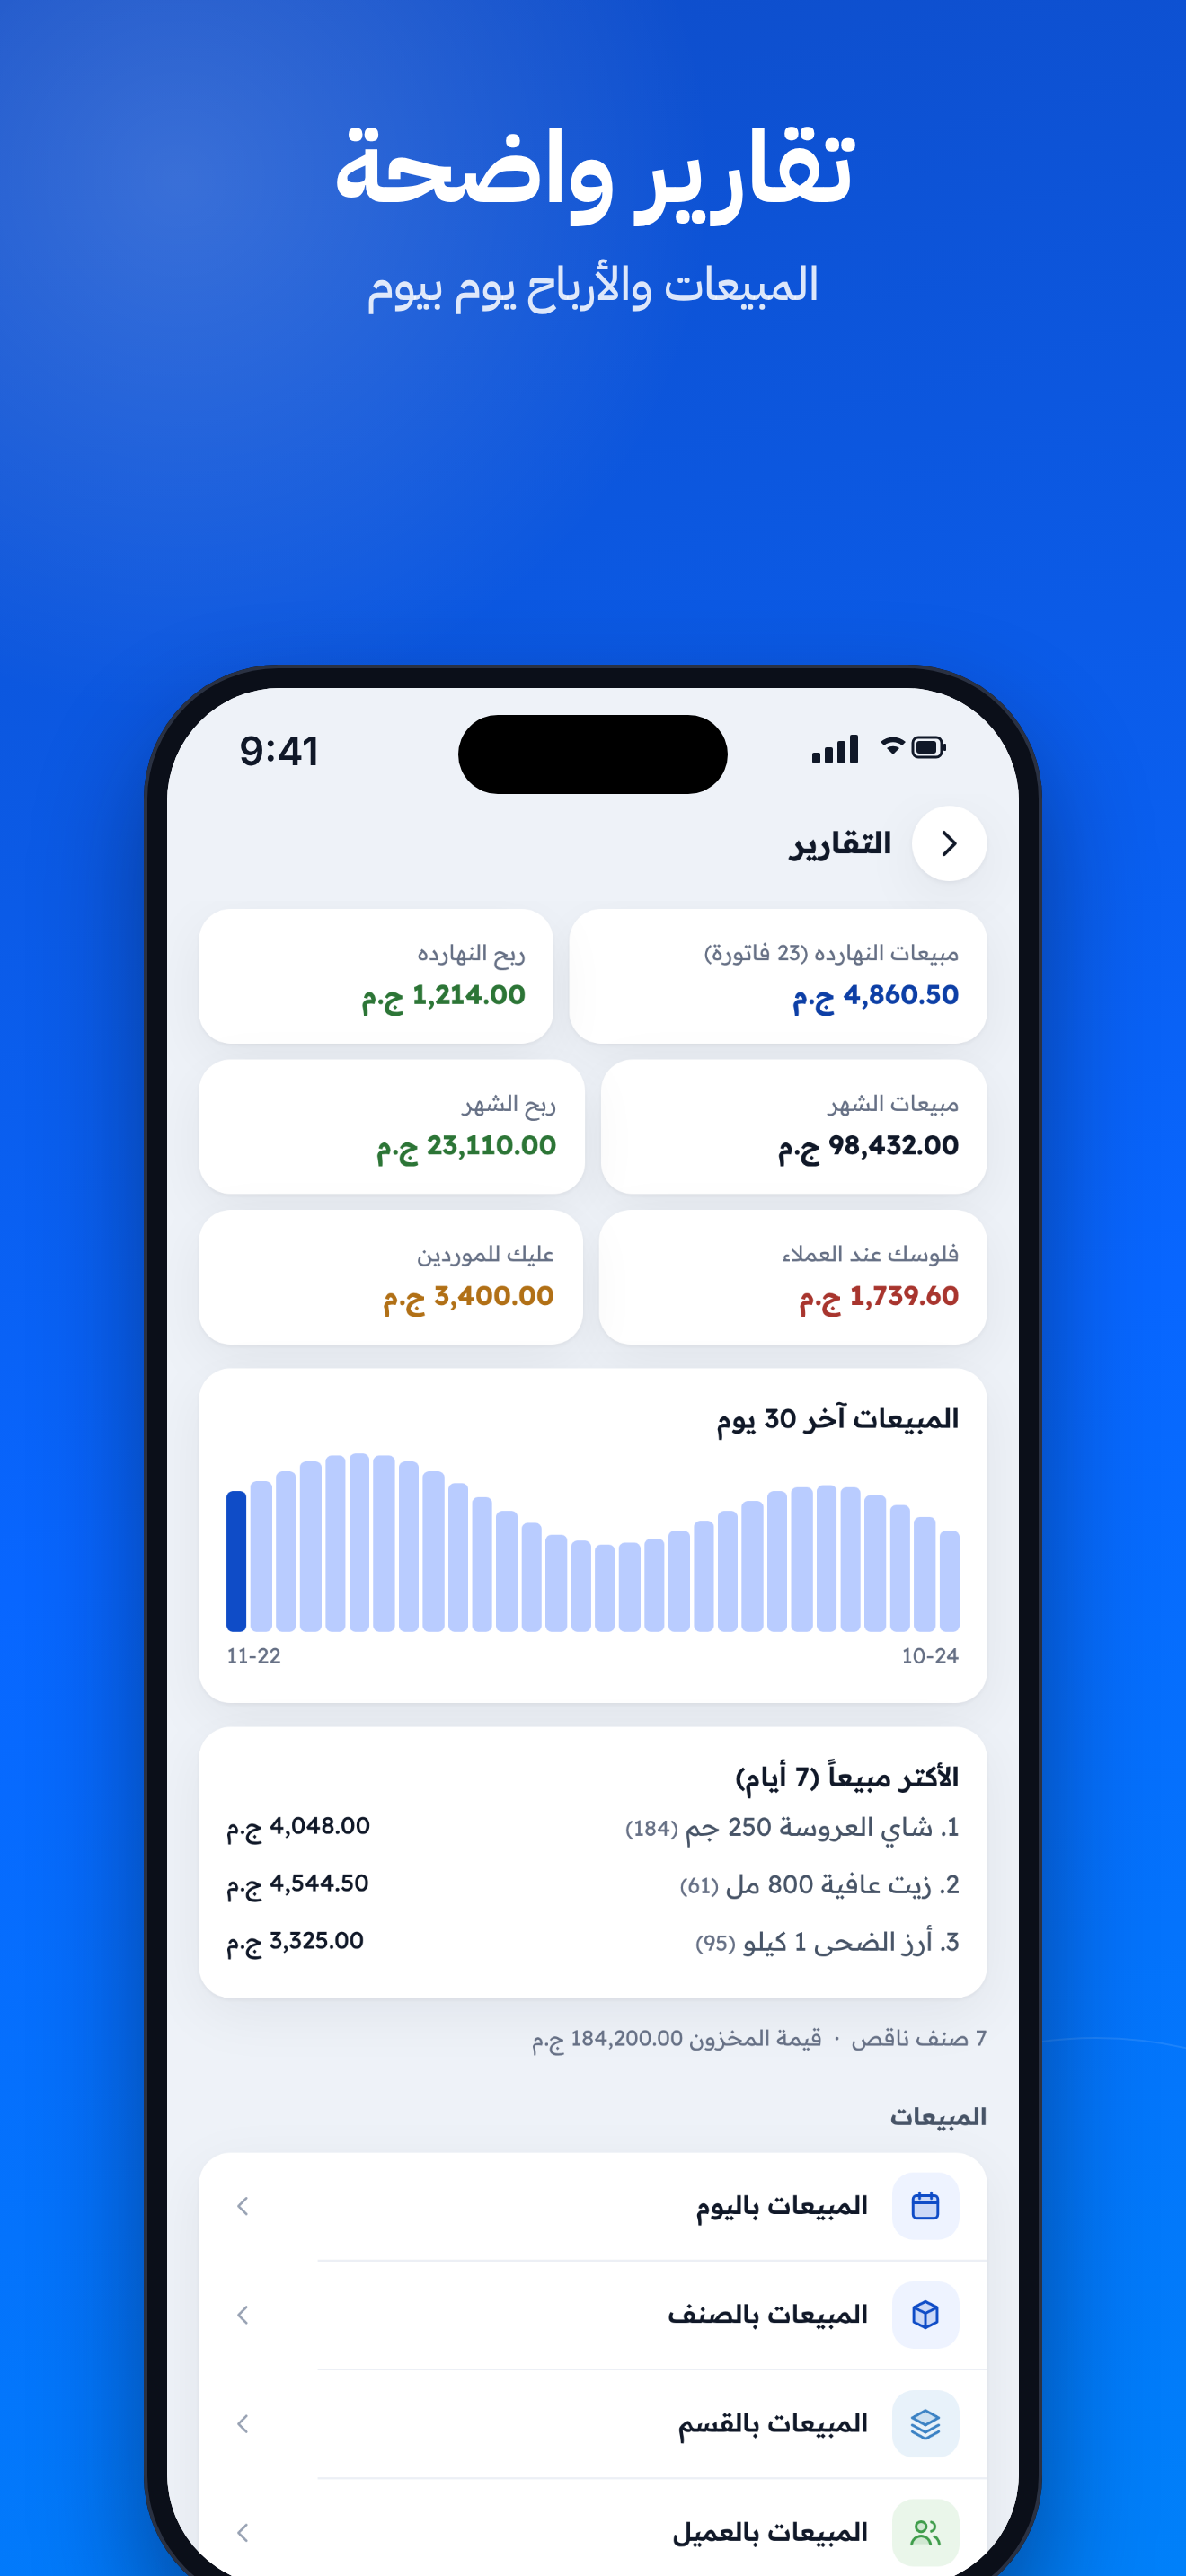 تقارير واضحة
المبيعات والأرباح يوم بيوم
9:41
التقارير
مبيعات النهارده (23 فاتورة)
4,860.50 ج.م
ربح النهارده
1,214.00 ج.م
مبيعات الشهر
98,432.00 ج.م
ربح الشهر
23,110.00 ج.م
فلوسك عند العملاء
1,739.60 ج.م
عليك للموردين
3,400.00 ج.م
المبيعات آخر 30 يوم
10-24 11-22
الأكتر مبيعاً (7 أيام)
1. شاي العروسة 250 جم (184) 4,048.00 ج.م
2. زيت عافية 800 مل (61) 4,544.50 ج.م
3. أرز الضحى 1 كيلو (95) 3,325.00 ج.م
7 صنف ناقص · قيمة المخزون 184,200.00 ج.م
المبيعات
المبيعات باليوم
المبيعات بالصنف
المبيعات بالقسم
المبيعات بالعميل